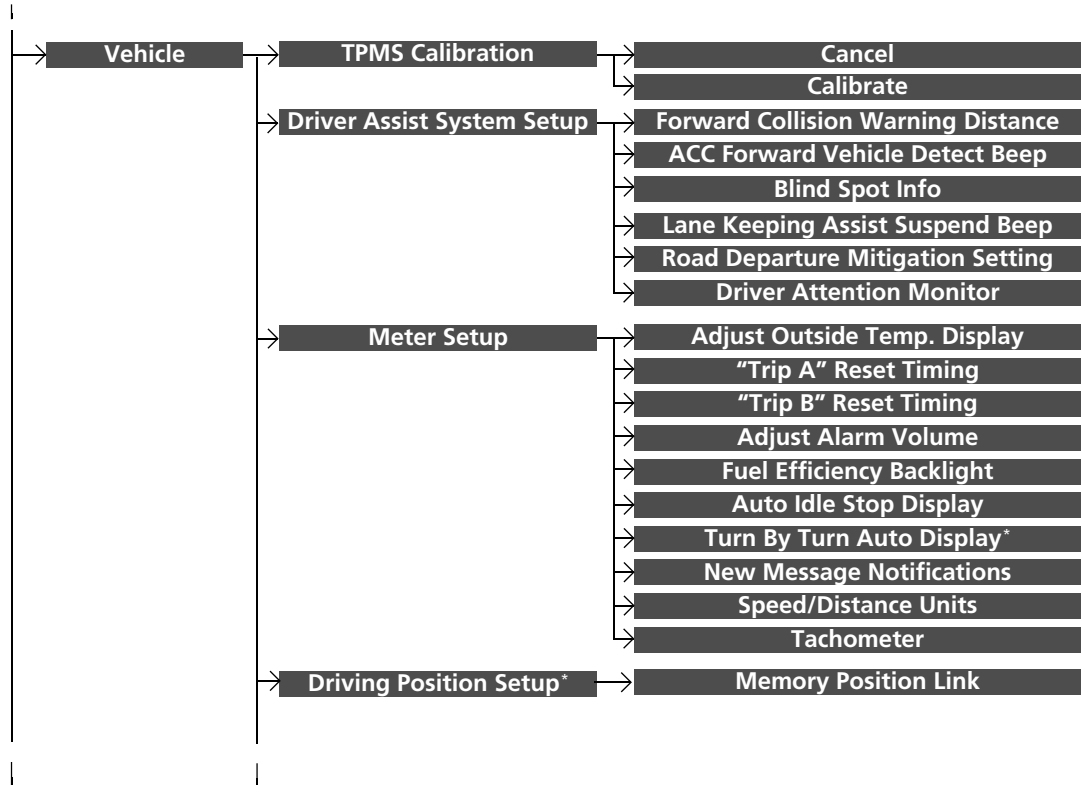 Vehicle
TPMS Calibration
Cancel
Calibrate
Driver Assist System Setup
Forward Collision Warning Distance
ACC Forward Vehicle Detect Beep
Blind Spot Info
Lane Keeping Assist Suspend Beep
Road Departure Mitigation Setting
Driver Attention Monitor
Meter Setup
Adjust Outside Temp. Display
“Trip A” Reset Timing
“Trip B” Reset Timing
Adjust Alarm Volume
Fuel Efficiency Backlight
Auto Idle Stop Display
Turn By Turn Auto Display*
New Message Notifications
Speed/Distance Units
Tachometer
Driving Position Setup*
Memory Position Link